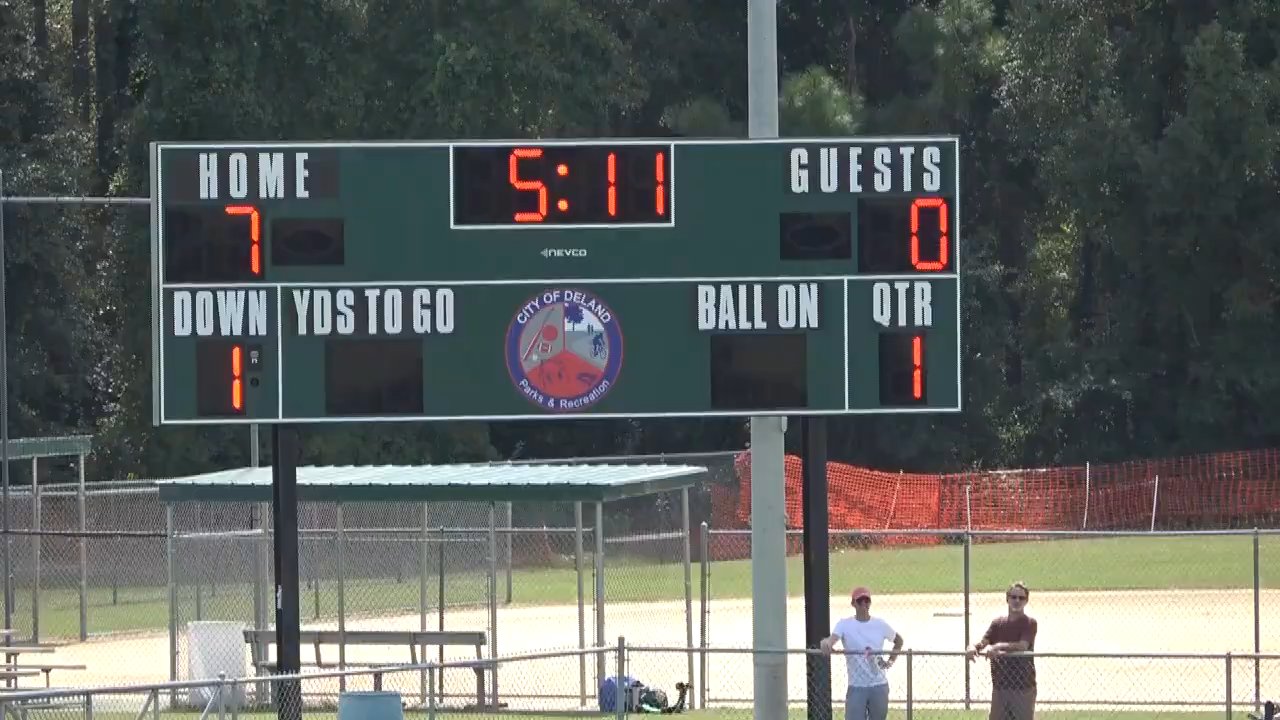 HOME 5:11 GUESTS
7 0
NEVCO
DOWN YDS TO GO BALL ON QTR
1 1
CITY OF DELAND
Parks & Recreation